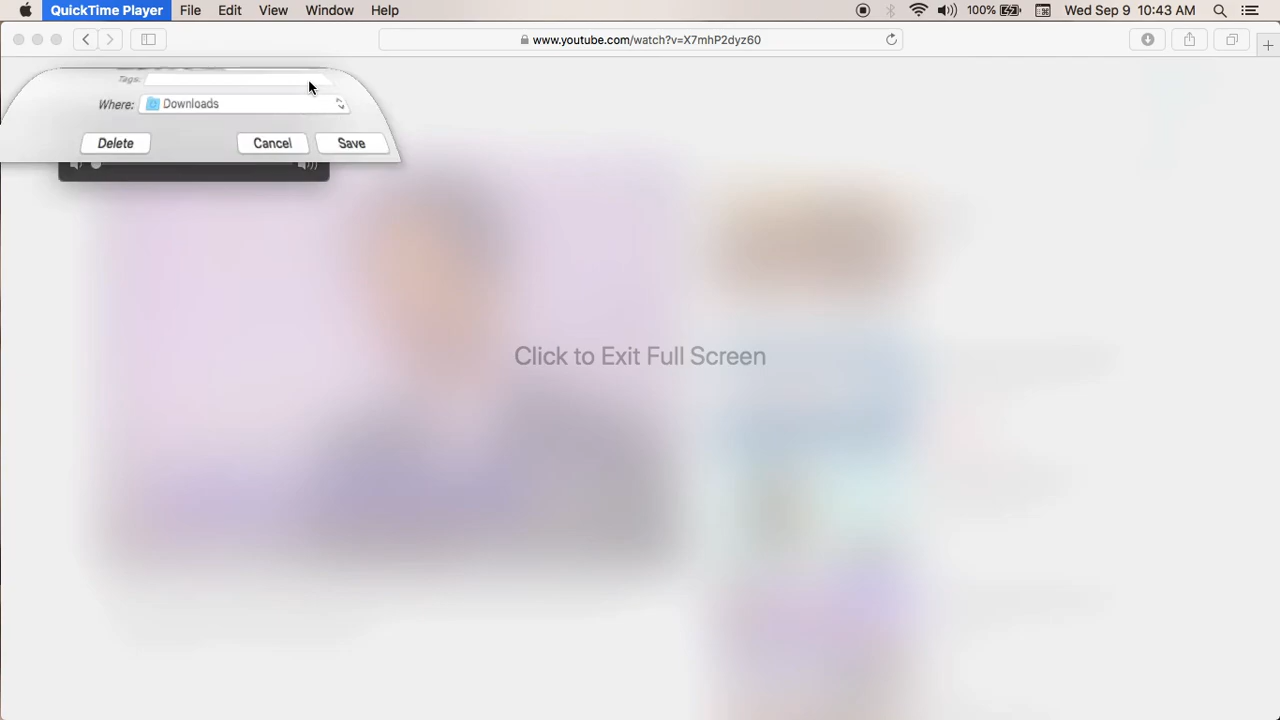 QuickTime Player File Edit View Window Help 100% Wed Sep 9 10:43 AM
www.youtube.com/watch?v=X7mhP2dyz60
Tags:
Where: Downloads
Delete Cancel Save
Click to Exit Full Screen